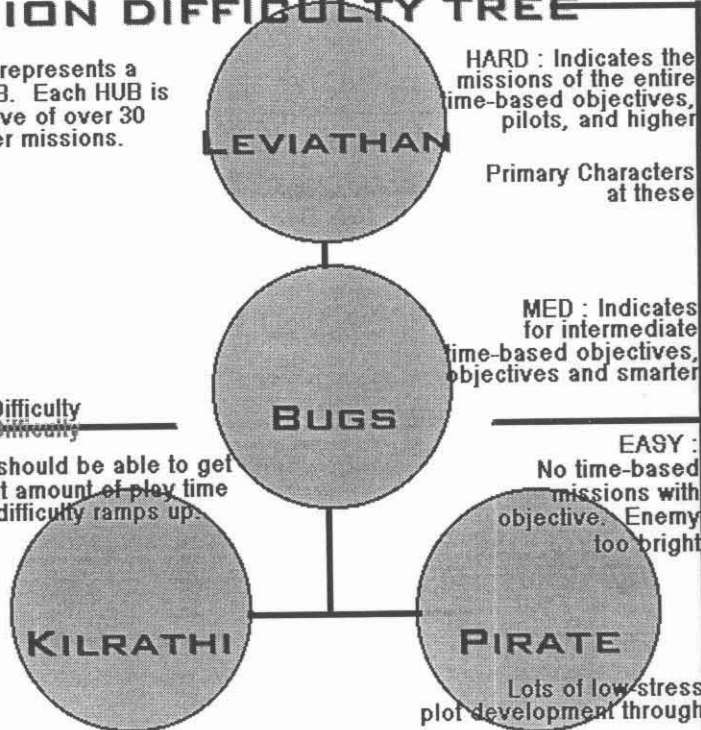 ION DIFFICULTY TREE
represents a
B. Each HUB is
ve of over 30
er missions.
LEVIATHAN
HARD : Indicates the
missions of the entire
ime-based objectives,
pilots, and higher
Primary Characters
at these
BUGS
MED : Indicates
for intermediate
time-based objectives,
objectives and smarter
Difficulty
Difficulty
should be able to get
t amount of play time
difficulty ramps up.
EASY :
No time-based
missions with
objective. Enemy
too bright
KILRATHI
PIRATE
Lots of low-stress
plot development through